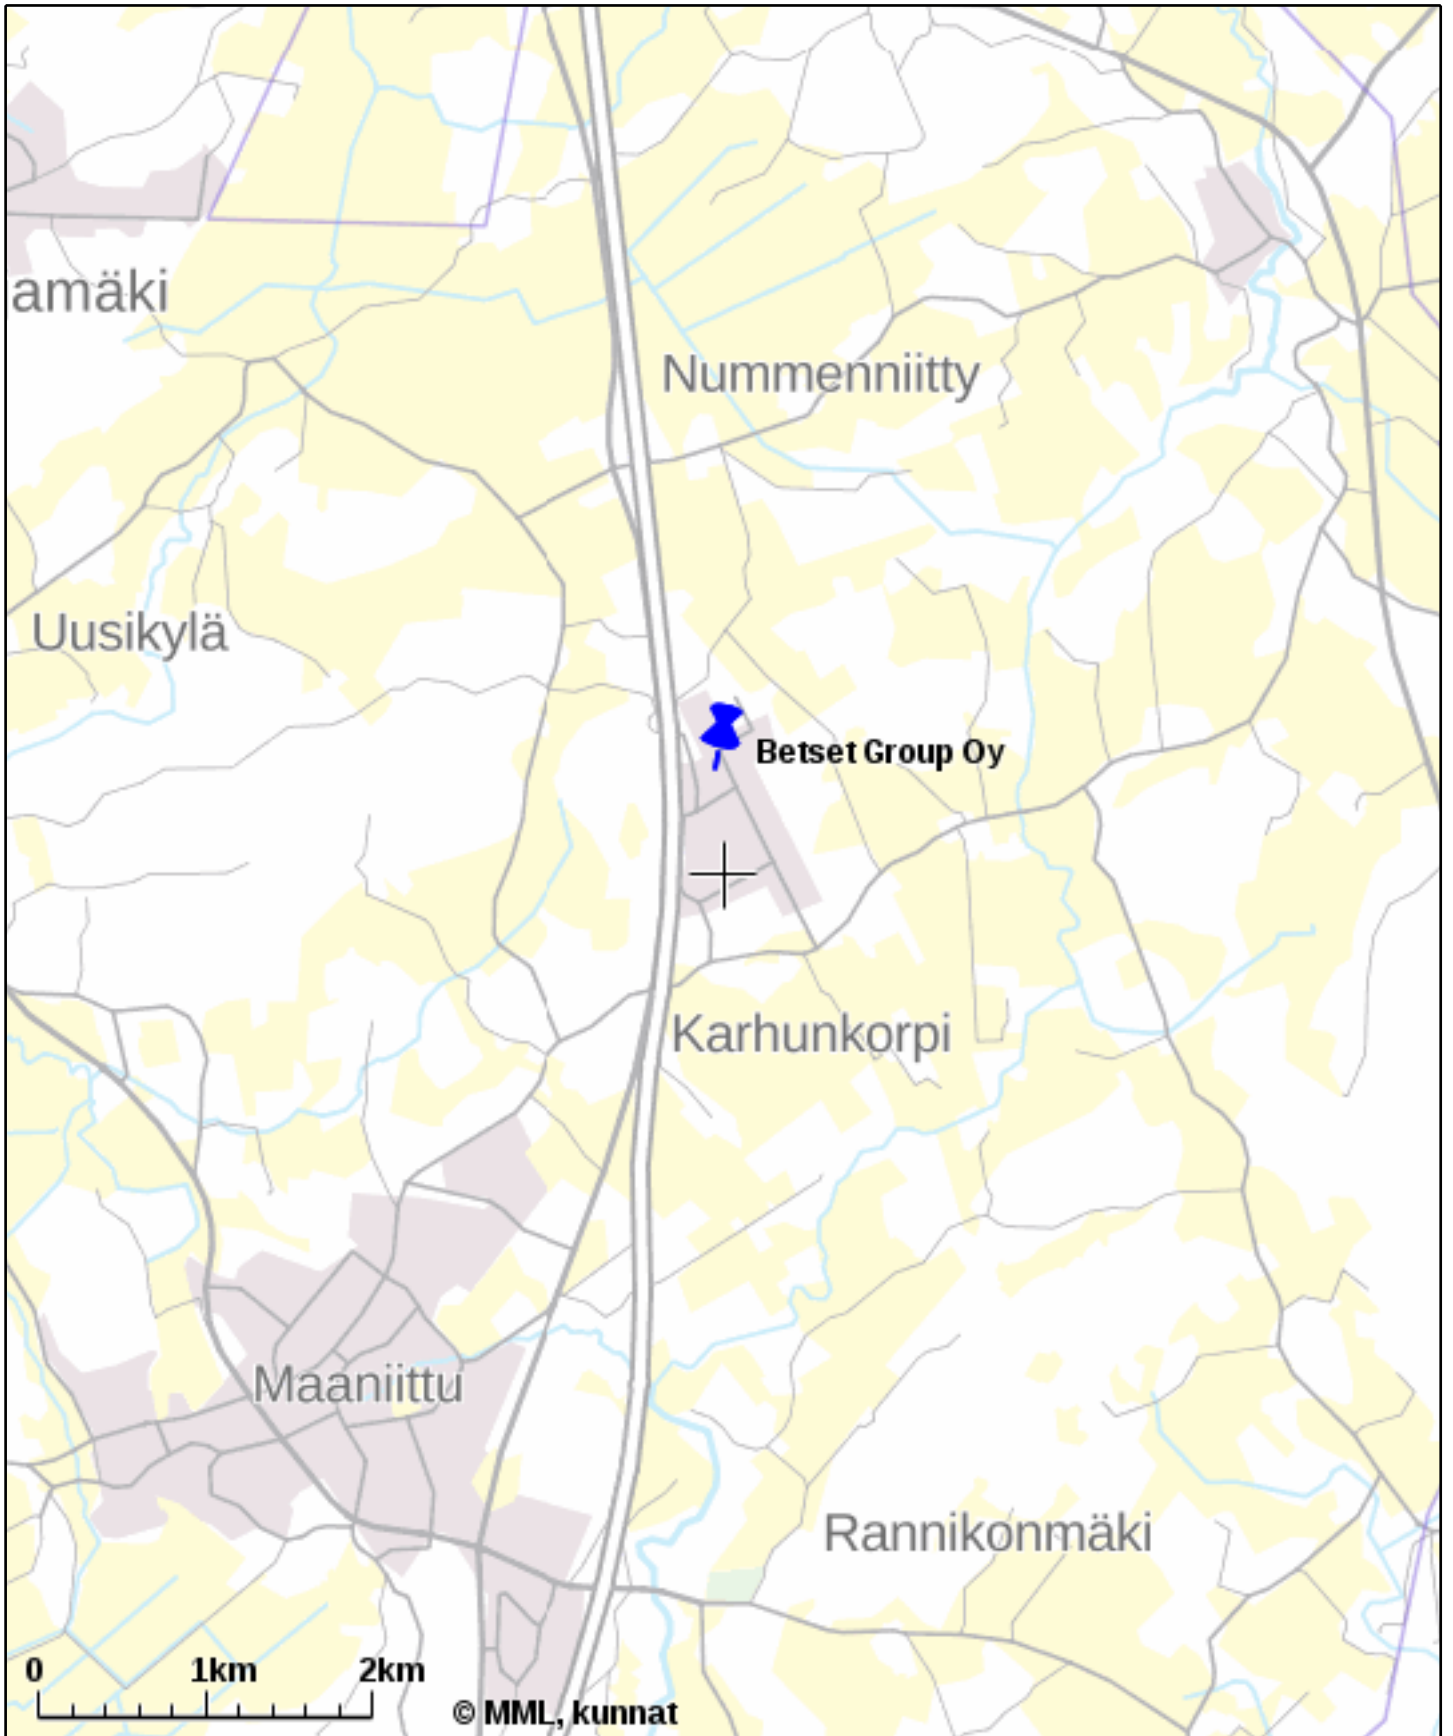 amäki
Nummenniitty
Uusikylä
Betset Group Oy
Karhunkorpi
Maaniittu
Rannikonmäki
0 1km 2km
© MML, kunnat